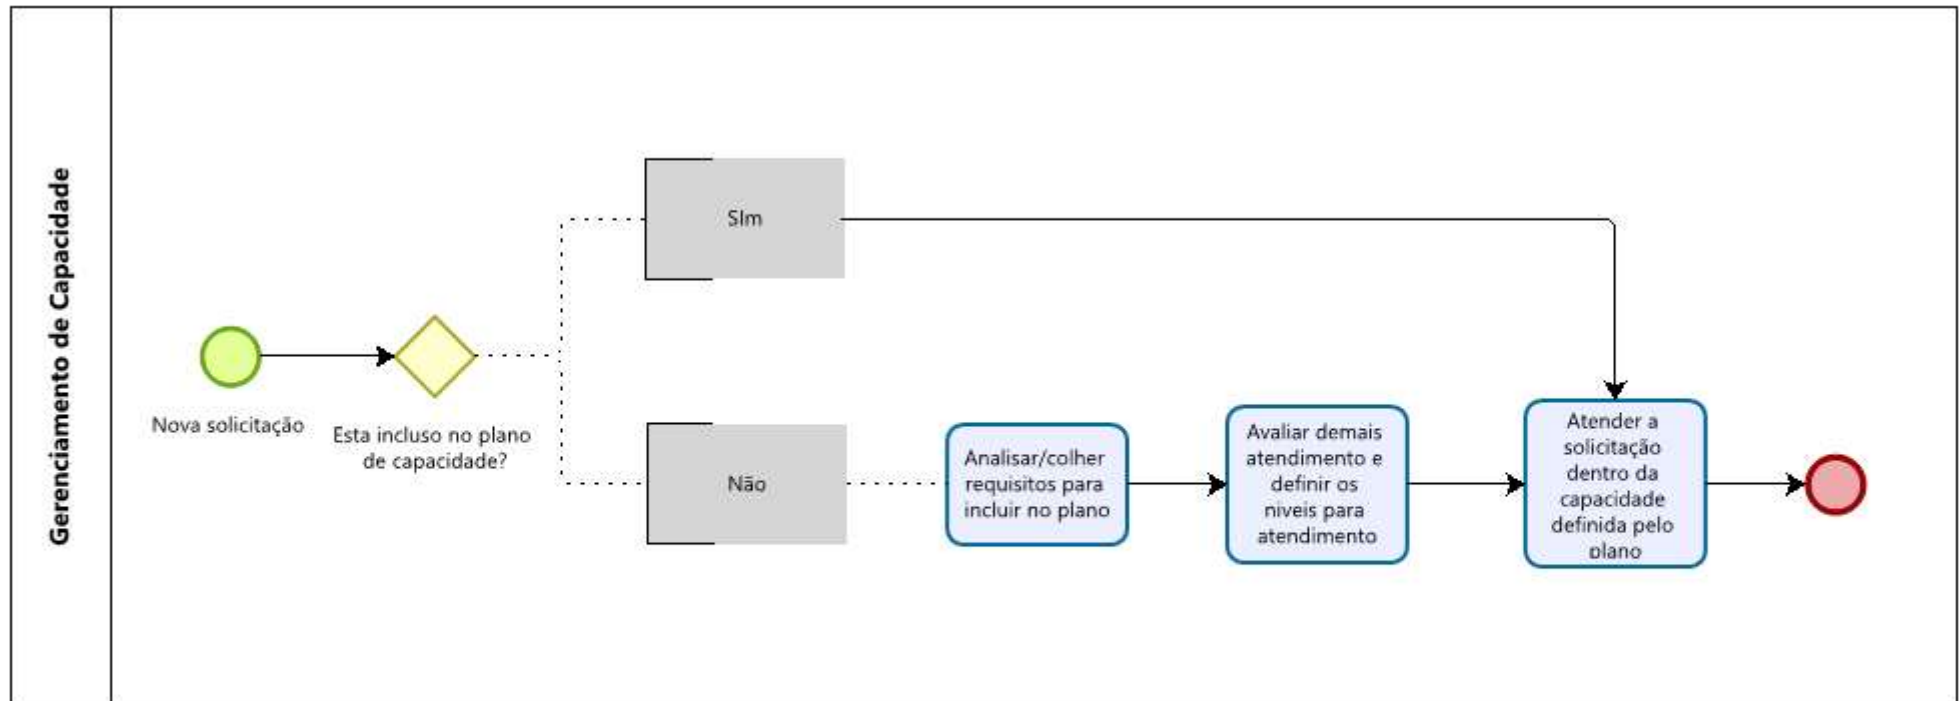 Gerenciamento de Capacidade
Nova solicitação
Esta incluso no plano
de capacidade?
SIm
Não
Analisar/colher
requisitos para
incluir no plano
Avaliar demais
atendimento e
definir os
niveis para
atendimento
Atender a
solicitação
dentro da
capacidade
definida pelo
plano